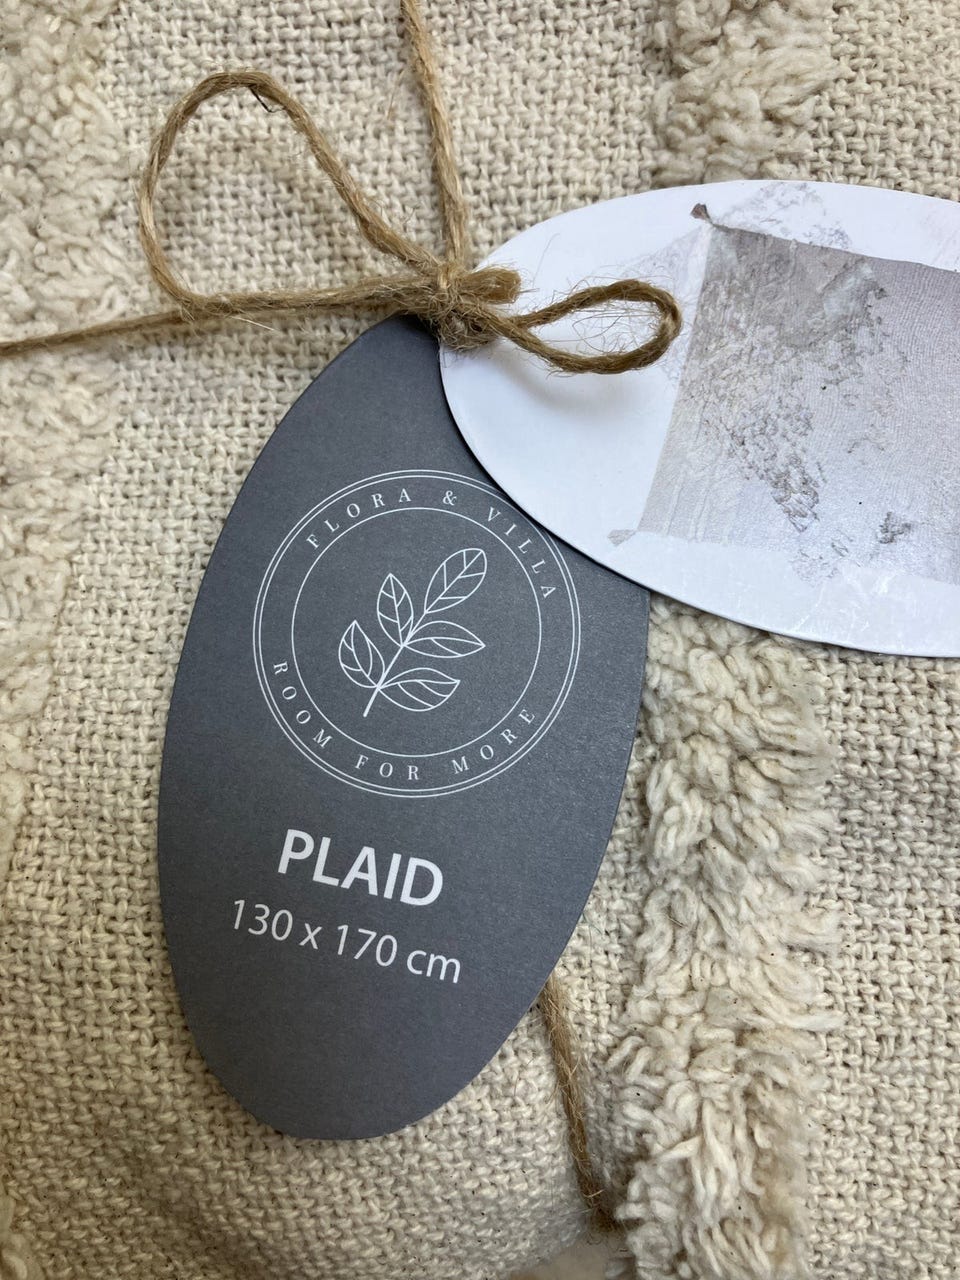 FLORA & VILLA
ROOM FOR MORE
PLAID
130 x 170 cm